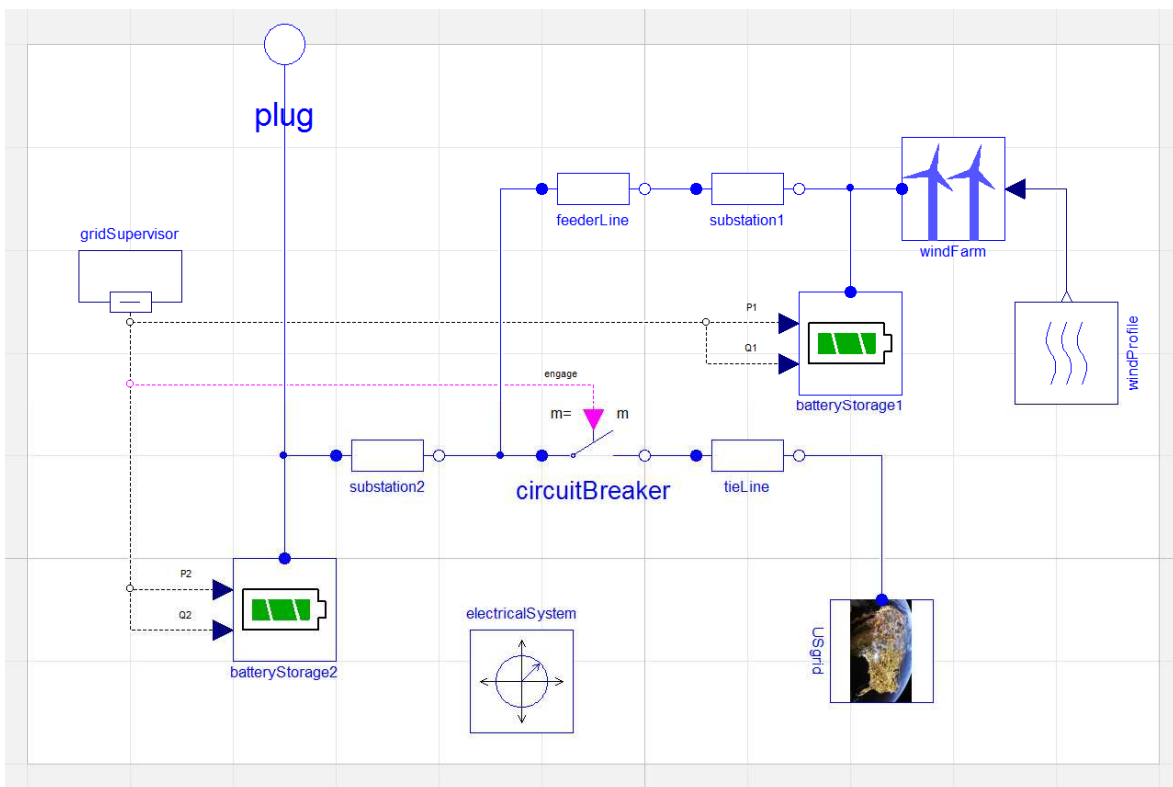 plug
gridSupervisor
feederLine
substation1
windFarm
P1
Q1
windProfile
batteryStorage1
engage
m=
m
substation2
circuitBreaker
tieLine
P2
Q2
batteryStorage2
electricalSystem
USgrid